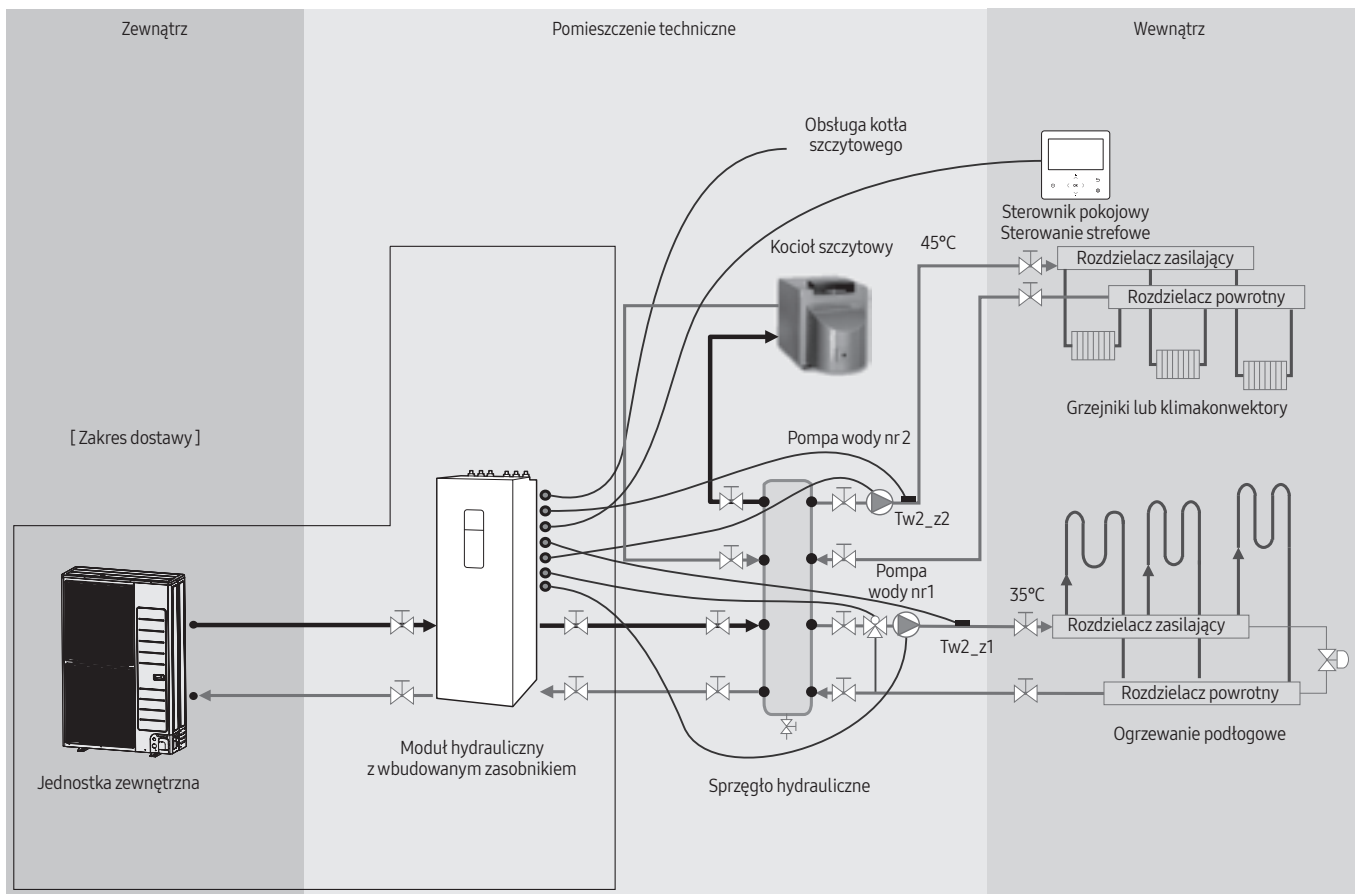 Zewnątrz
Pomieszczenie techniczne
Wewnątrz
Obsługa kotła
szczytowego
Sterownik pokojowy
Sterowanie strefowe
Kocioł szczytowy
45°C
Rozdzielacz zasilający
Rozdzielacz powrotny
Grzejniki lub klimakonwektory
[ Zakres dostawy ]
Pompa wody nr 2
Tw2_z2
Pompa
wody nr1
35°C
Tw2_z1
Rozdzielacz zasilający
Rozdzielacz powrotny
Ogrzewanie podłogowe
Moduł hydrauliczny
z wbudowanym zasobnikiem
Jednostka zewnętrzna
Sprzęgło hydrauliczne